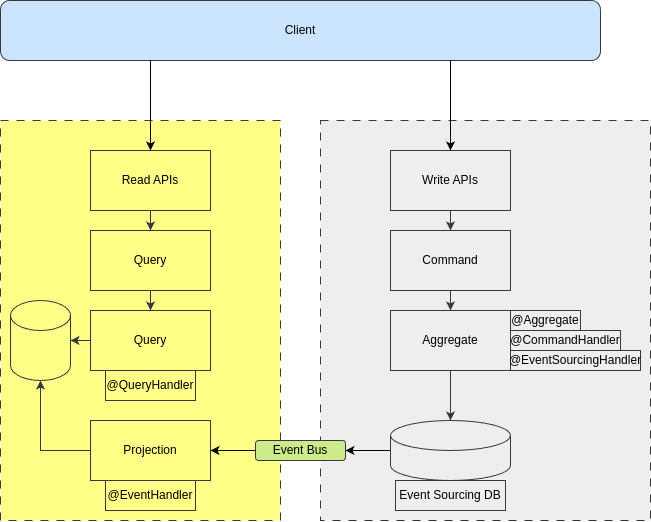 Client
Read APIs
Write APIs
Query
Command
Query
Aggregate
@Aggregate
@CommandHandler
@EventSourcingHandler
@QueryHandler
Projection
Event Bus
@EventHandler
Event Sourcing DB